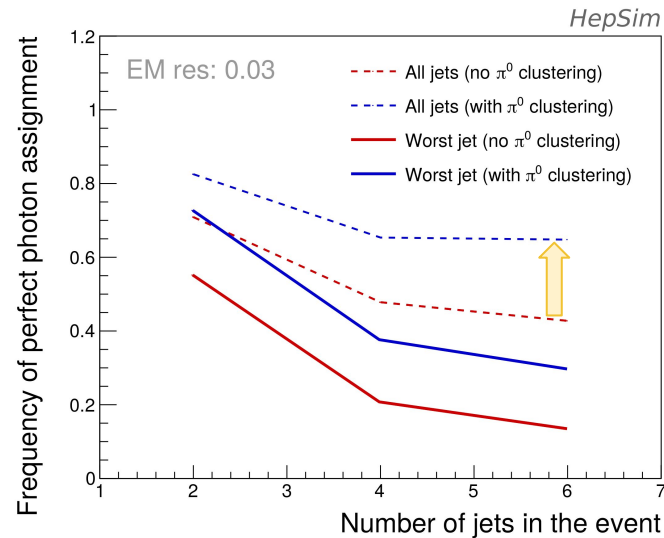 HepSim
Frequency of perfect photon assignment
1.2
1
0.8
0.6
0.4
0.2
0
EM res: 0.03
All jets (no π⁰ clustering)
All jets (with π⁰ clustering)
Worst jet (no π⁰ clustering)
Worst jet (with π⁰ clustering)
1 2 3 4 5 6 7
Number of jets in the event